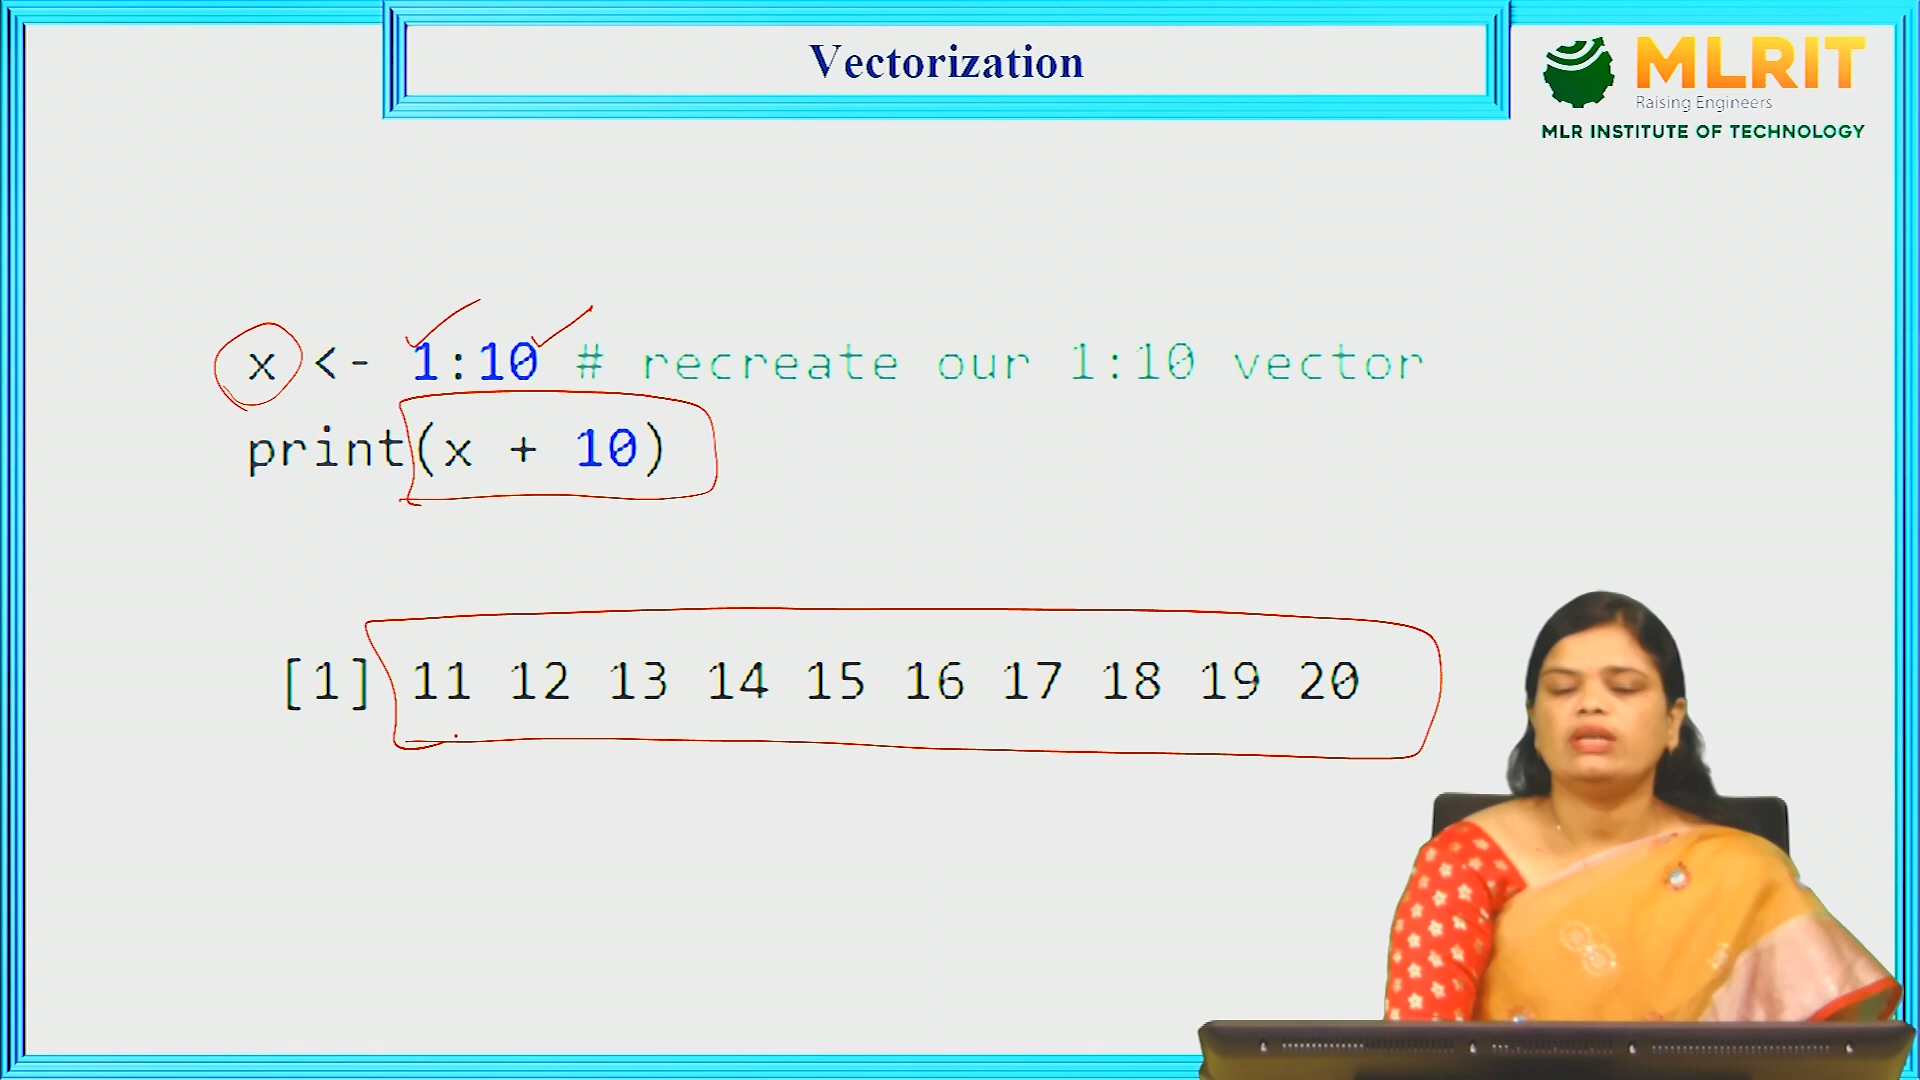 Vectorization
MLRIT
Raising Engineers
MLR INSTITUTE OF TECHNOLOGY
x <- 1:10 # recreate our 1:10 vector
print(x + 10)
[1] 11 12 13 14 15 16 17 18 19 20